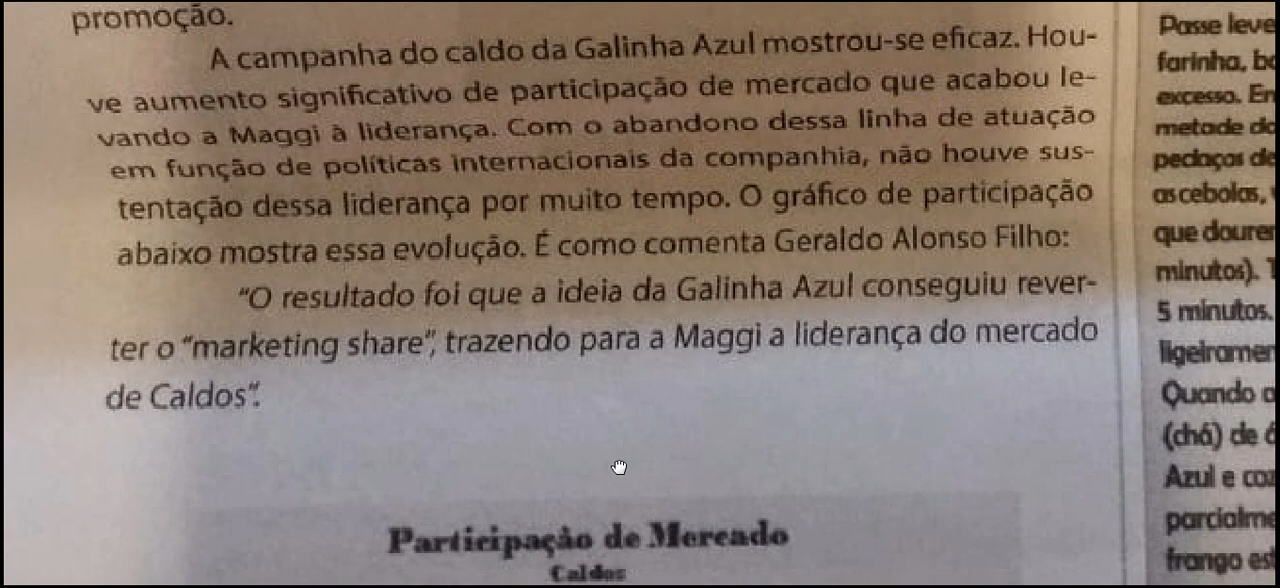 promoção.
A campanha do caldo da Galinha Azul mostrou-se eficaz. Hou-
ve aumento significativo de participação de mercado que acabou le-
vando a Maggi à liderança. Com o abandono dessa linha de atuação
em função de políticas internacionais da companhia, não houve sus-
tentação dessa liderança por muito tempo. O gráfico de participação
abaixo mostra essa evolução. É como comenta Geraldo Alonso Filho:
"O resultado foi que a ideia da Galinha Azul conseguiu rever-
ter o "marketing share", trazendo para a Maggi a liderança do mercado
de Caldos".
Participação de Mercado
Caldos
Passe leve
farinha,
excesso.
metade
pedaços de
as cebolas,
que
minutos).
5 minutos.
Quando
(chá) de
Azul e
frango